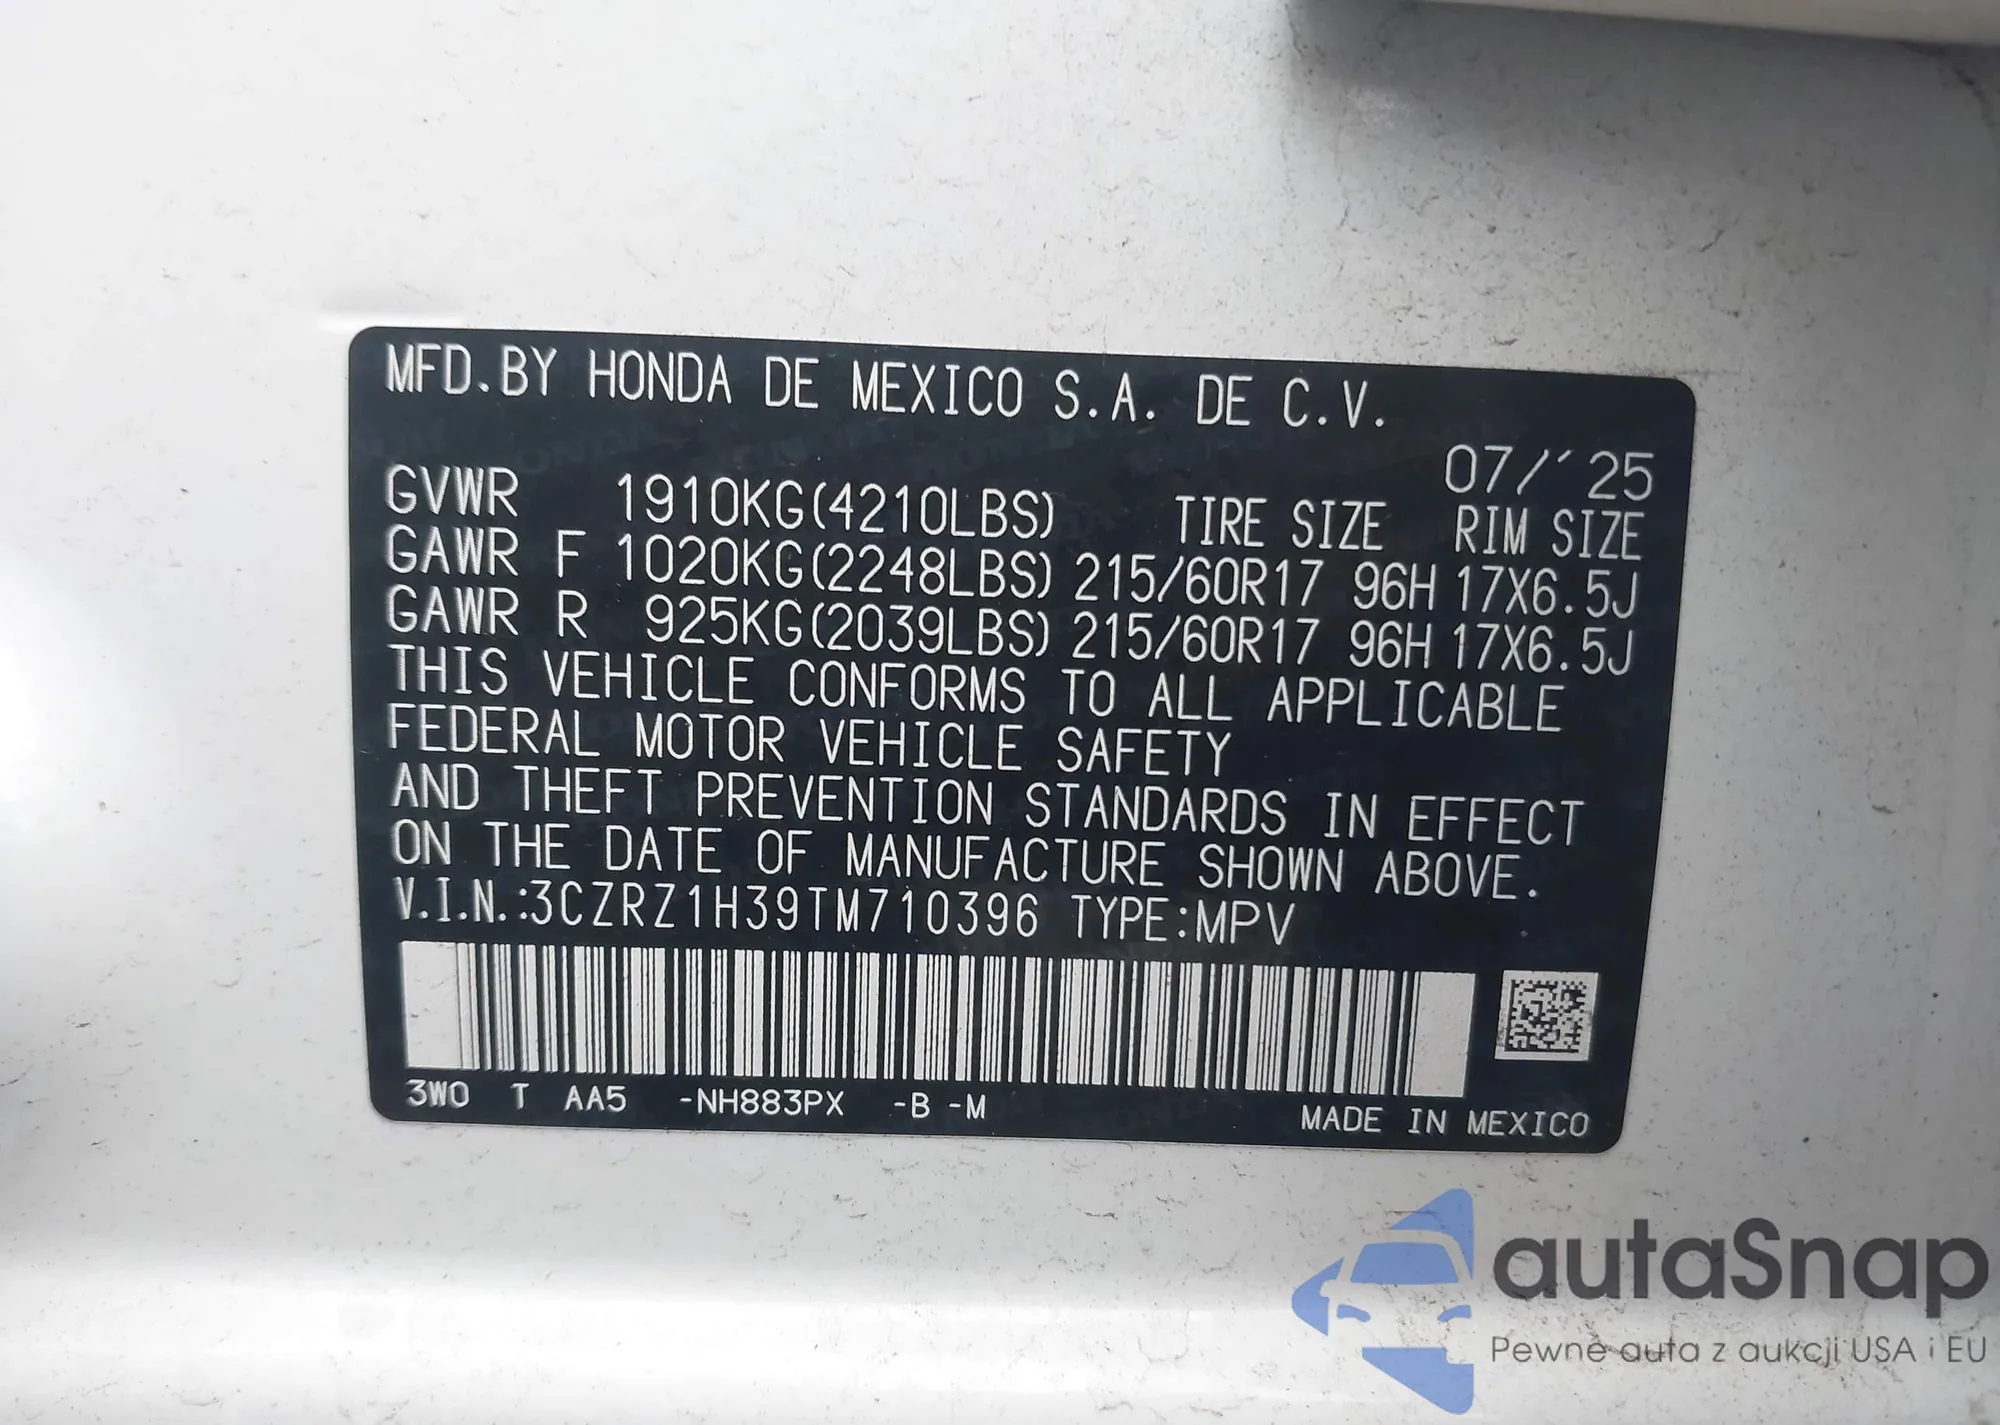 MFD.BY HONDA DE MEXICO S.A. DE C.V.
07/´25
GVWR 1910KG(4210LBS) TIRE SIZE RIM SIZE
GAWR F 1020KG(2248LBS) 215/60R17 96H 17X6.5J
GAWR R 925KG(2039LBS) 215/60R17 96H 17X6.5J
THIS VEHICLE CONFORMS TO ALL APPLICABLE
FEDERAL MOTOR VEHICLE SAFETY
AND THEFT PREVENTION STANDARDS IN EFFECT
ON THE DATE OF MANUFACTURE SHOWN ABOVE.
V.I.N.:3CZRZ1H39TM710396 TYPE:MPV
3W0 T AA5 -NH883PX -B -M
MADE IN MEXICO
autaSnap
Pewne auta z aukcji USA i EU